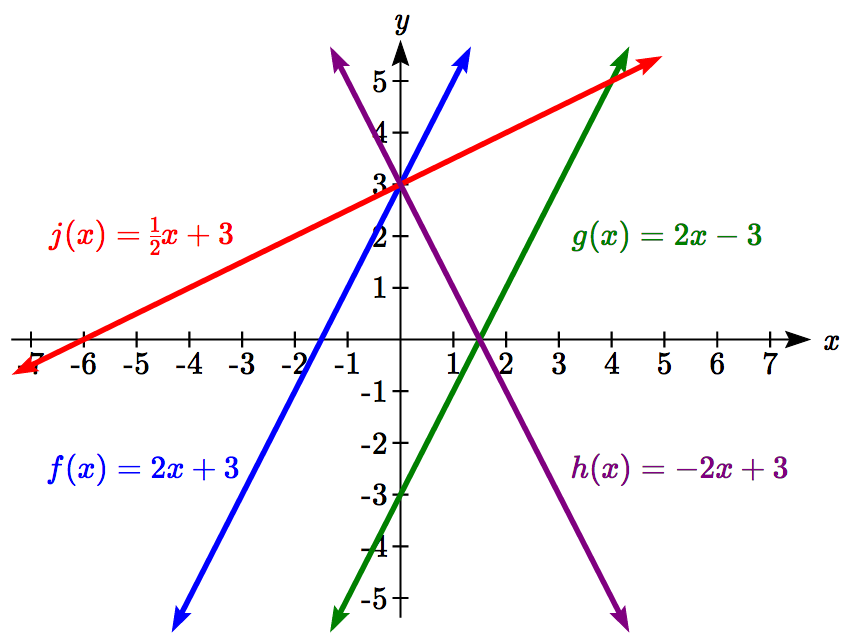 y
5
4
3
j(x) = 1/2x + 3
g(x) = 2x − 3
2
1
x
-7 -6 -5 -4 -3 -2 -1 1 2 3 4 5 6 7
-1
-2
f(x) = 2x + 3
h(x) = −2x + 3
-3
-4
-5